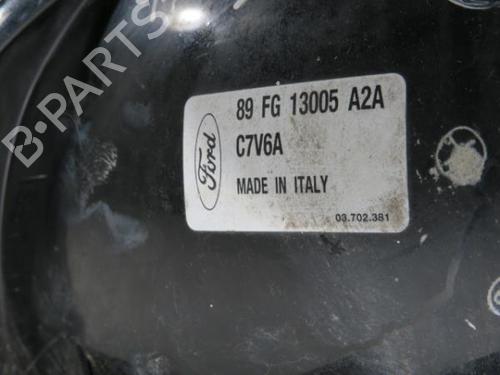 B-PARTS
Ford
89 FG 13005 A2A
C7V6A
MADE IN ITALY
03.702.381